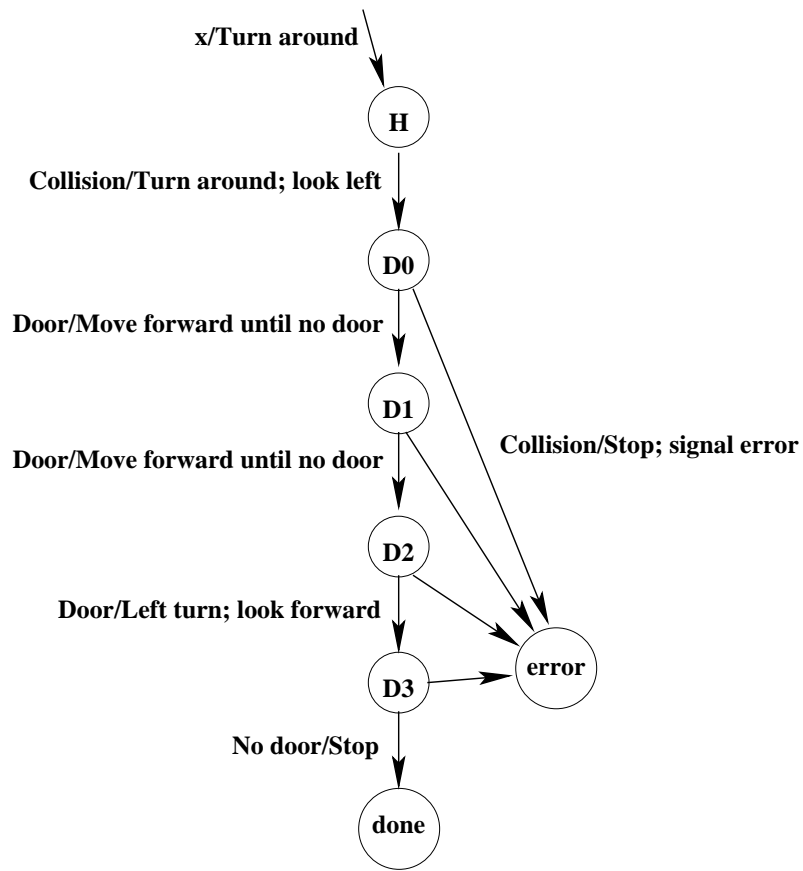 x/Turn around
H
Collision/Turn around; look left
D0
Door/Move forward until no door
D1
Collision/Stop; signal error
Door/Move forward until no door
D2
Door/Left turn; look forward
error
D3
No door/Stop
done